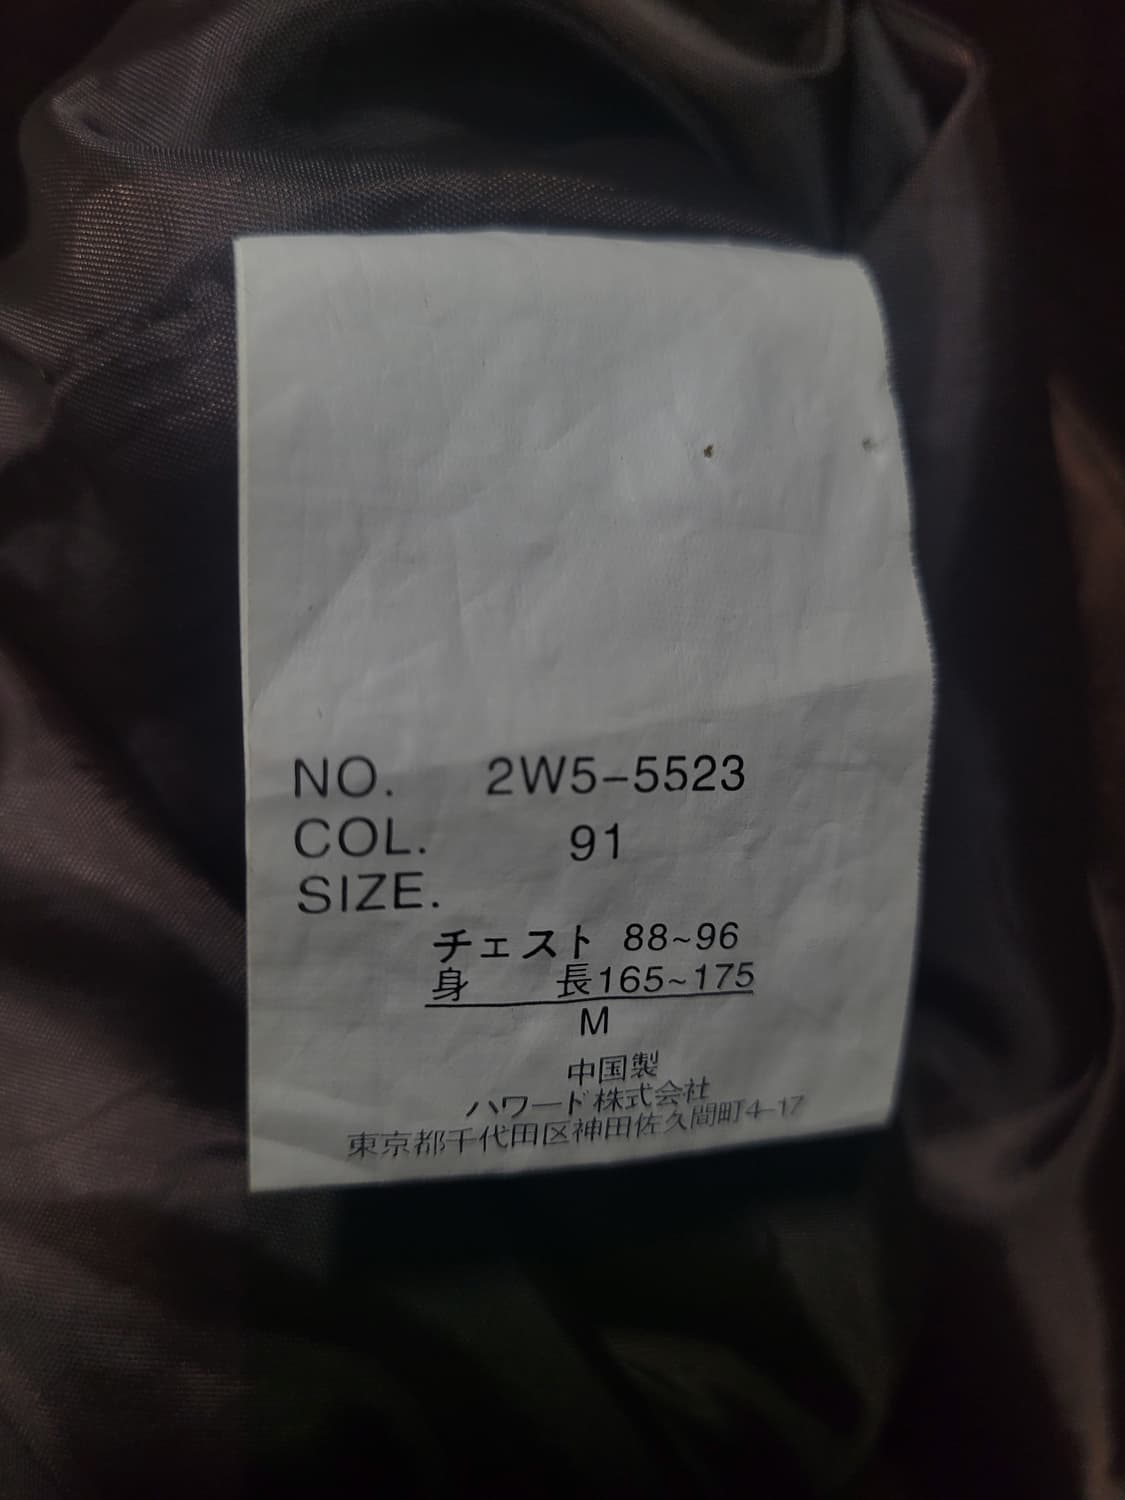 NO. 2W5-5523
COL. 91
SIZE.
チェスト 88~96
身 長165~175
M
中国製
ハワード株式会社
東京都千代田区神田佐久間町4-17